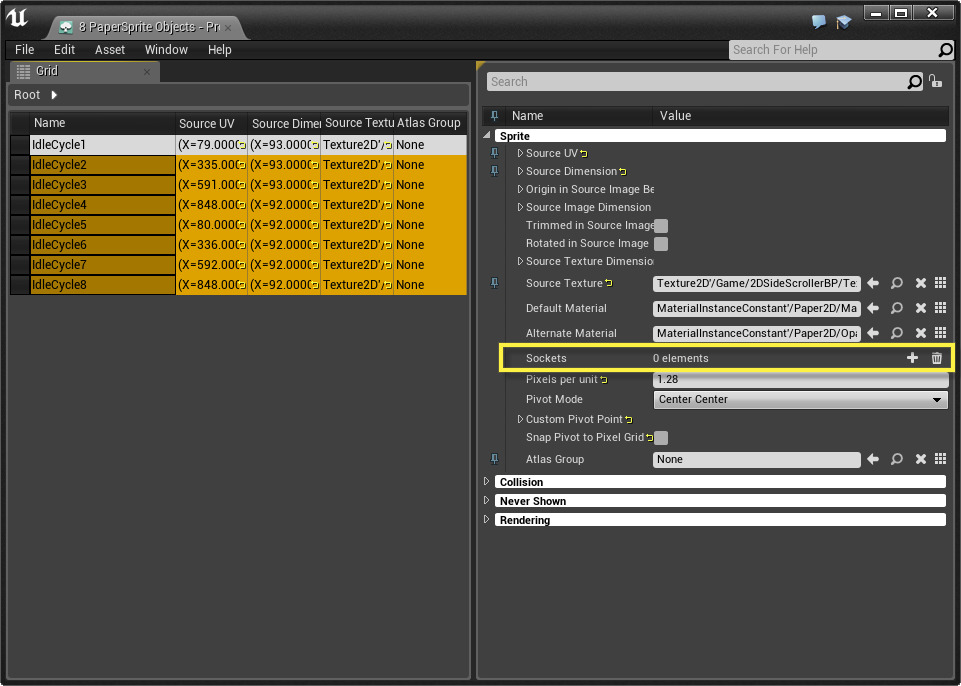 8 PaperSprite Objects - Pr
File Edit Asset Window Help
Search For Help
Grid
Root
Name Source UV Source Dimen Source Textu Atlas Group
IdleCycle1 (X=79.000 (X=93.000 Texture2D'/ None
IdleCycle2 (X=335.00 (X=93.000 Texture2D'/ None
IdleCycle3 (X=591.00 (X=93.000 Texture2D'/ None
IdleCycle4 (X=848.00 (X=92.000 Texture2D'/ None
IdleCycle5 (X=80.000 (X=92.000 Texture2D'/ None
IdleCycle6 (X=336.00 (X=92.000 Texture2D'/ None
IdleCycle7 (X=592.00 (X=92.000 Texture2D'/ None
IdleCycle8 (X=848.00 (X=92.000 Texture2D'/ None
Search
Name Value
Sprite
Source UV
Source Dimension
Origin in Source Image Be
Source Image Dimension
Trimmed in Source Image
Rotated in Source Image
Source Texture Dimensio
Source Texture Texture2D'/Game/2DSideScrollerBP/Te
Default Material MaterialInstanceConstant'/Paper2D/Ma
Alternate Material MaterialInstanceConstant'/Paper2D/Opa
Sockets 0 elements
Pixels per unit 1.28
Pivot Mode Center Center
Custom Pivot Point
Snap Pivot to Pixel Grid
Atlas Group None
Collision
Never Shown
Rendering